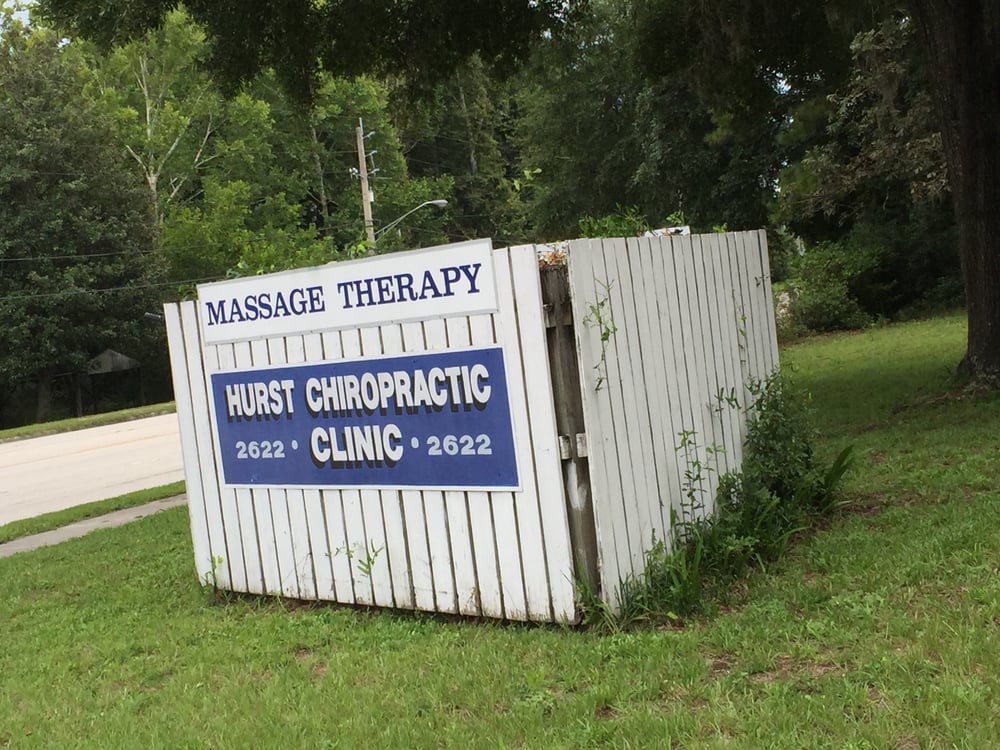 MASSAGE THERAPY
HURST CHIROPRACTIC
2622 • CLINIC • 2622